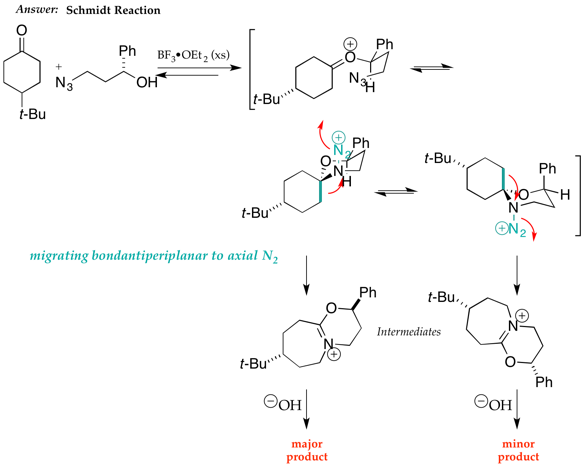 Answer: Schmidt Reaction
O
+
Ph
N3
OH
t-Bu
BF3•OEt2 (xs)
⊕
O
Ph
N3
H
t-Bu
⊕
N2
Ph
O
N
H
t-Bu
t-Bu
Ph
O
H
N
⊕N2
migrating bondantiperiplanar to axial N2
O
Ph
N
⊕
t-Bu
Intermediates
t-Bu
⊕
N
O
Ph
⊖OH
⊖OH
major
product
minor
product